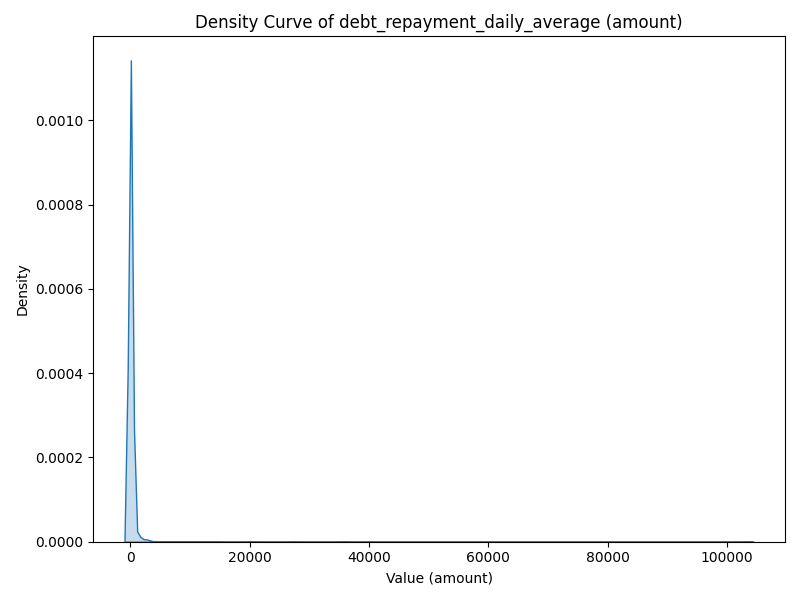 Density Curve of debt_repayment_daily_average (amount)
Density
0.0010
0.0008
0.0006
0.0004
0.0002
0.0000
0 20000 40000 60000 80000 100000
Value (amount)